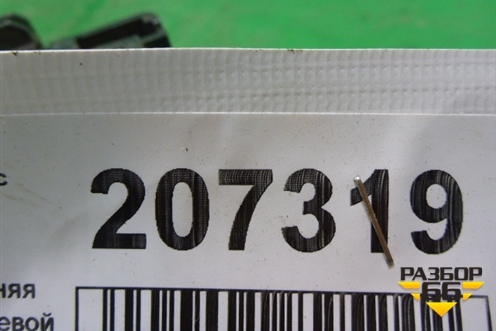 с
207319
няя
евой
РАЗБОР
66